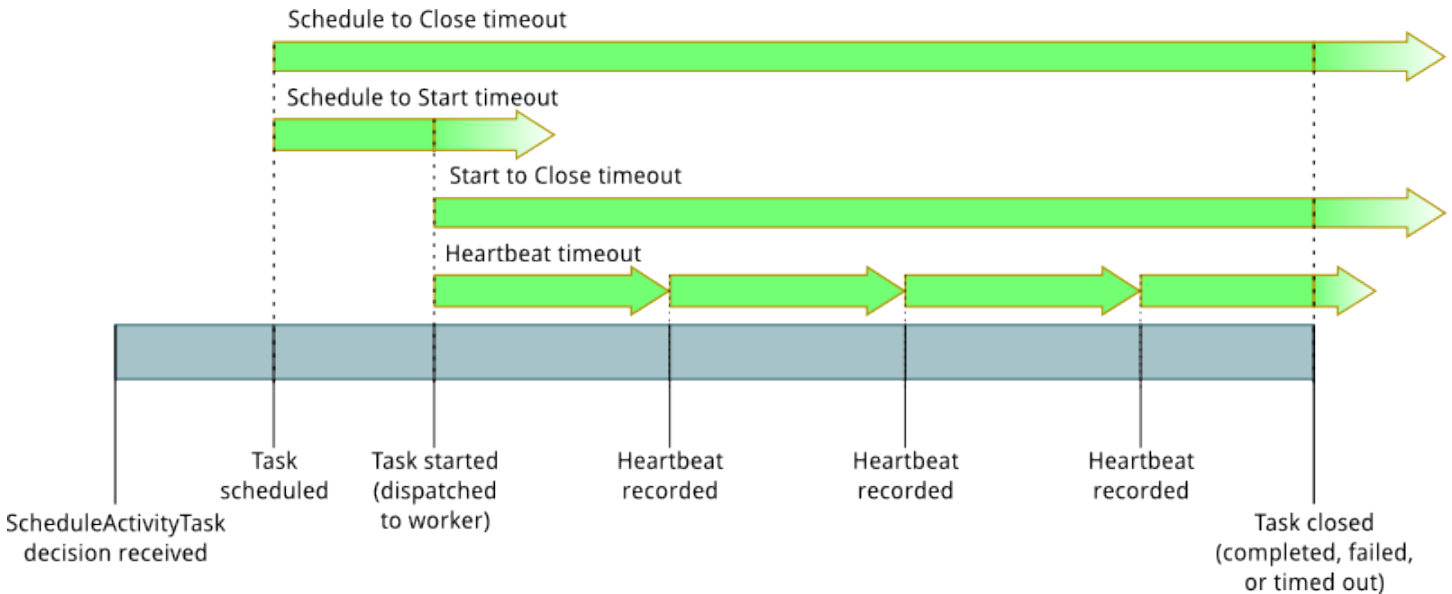 Schedule to Close timeout
Schedule to Start timeout
Start to Close timeout
Heartbeat timeout
ScheduleActivityTask
decision received
Task
scheduled
Task started
(dispatched
to worker)
Heartbeat
recorded
Heartbeat
recorded
Heartbeat
recorded
Task closed
(completed, failed,
or timed out)